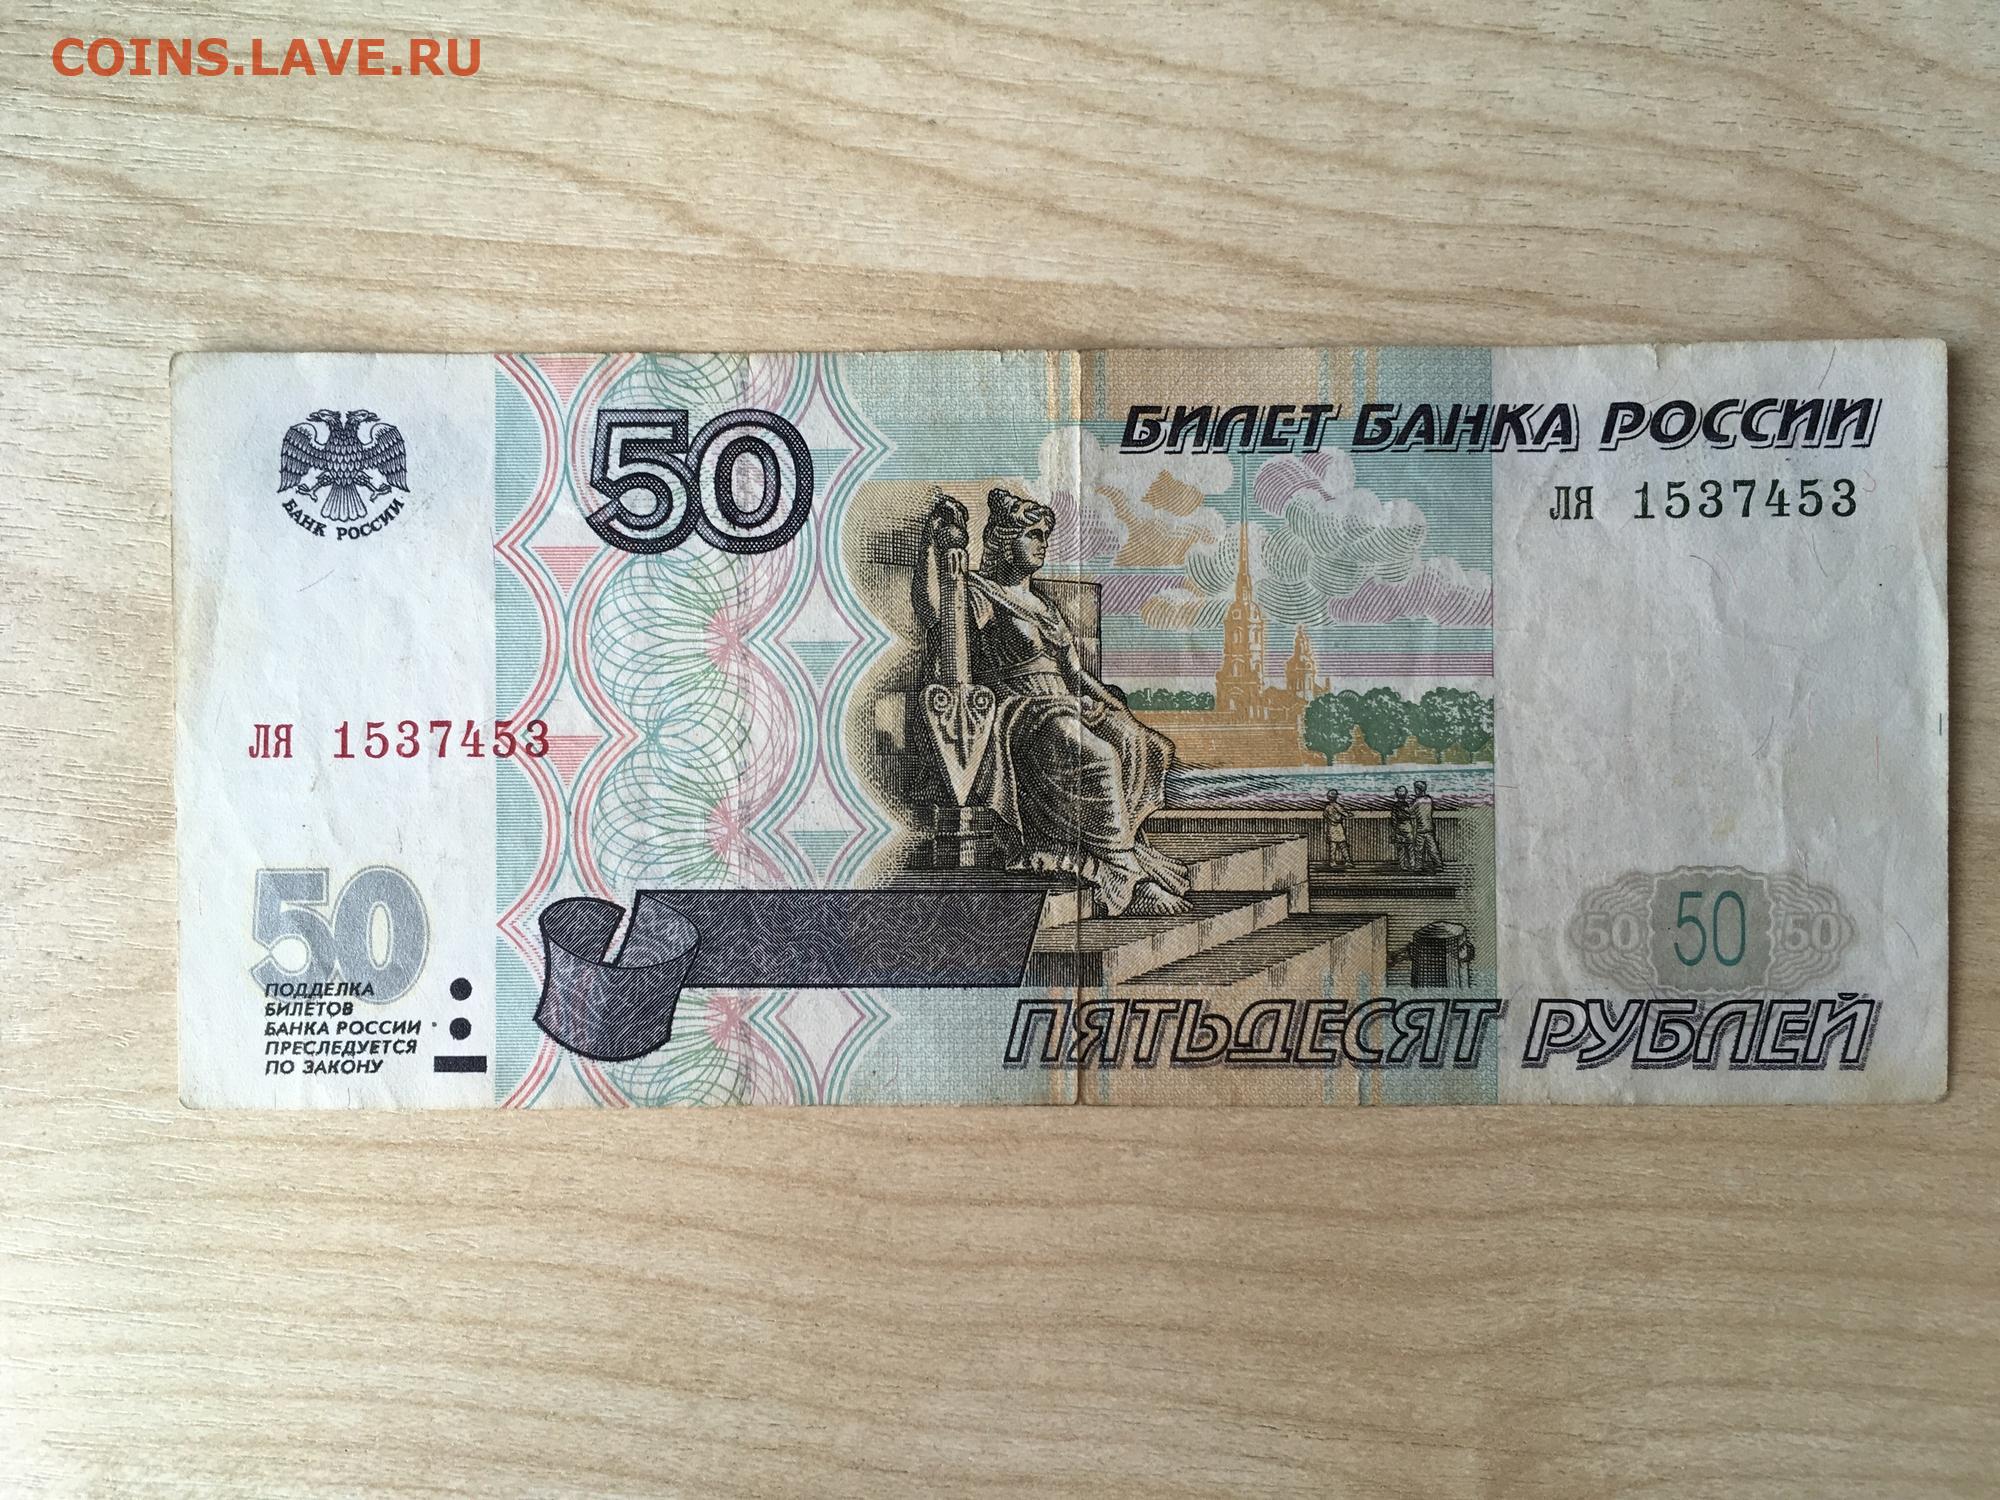 COINS.LAVE.RU
БАНК РОССИИ
50
БИЛЕТ БАНКА РОССИИ
ля 1537453
ля 1537453
50
ПОДДЕЛКА
БИЛЕТОВ
БАНКА РОССИИ
ПРЕСЛЕДУЕТСЯ
ПО ЗАКОНУ
50 50 50
ПЯТЬДЕСЯТ РУБЛЕЙ